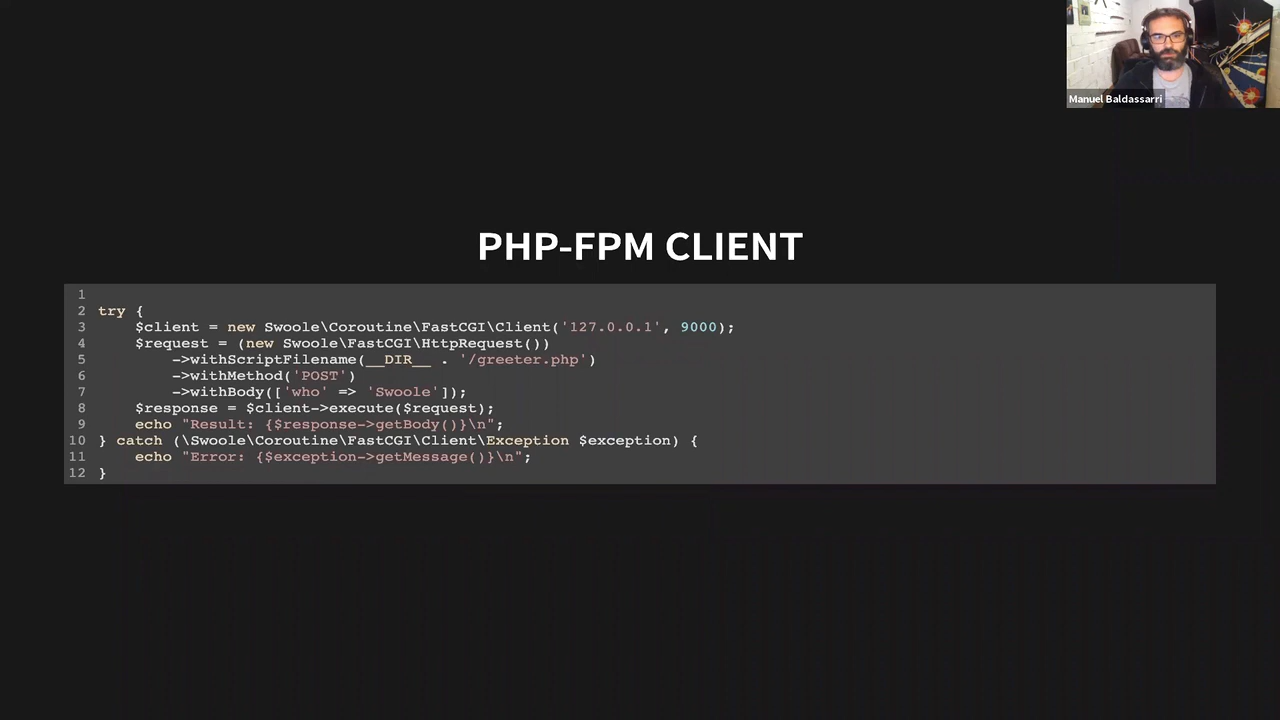 Manuel Baldassarri
PHP-FPM CLIENT
1
2 try {
3     $client = new Swoole\Coroutine\FastCGI\Client('127.0.0.1', 9000);
4     $request = (new Swoole\FastCGI\HttpRequest())
5         ->withScriptFilename(__DIR__ . '/greeter.php')
6         ->withMethod('POST')
7         ->withBody(['who' => 'Swoole']);
8     $response = $client->execute($request);
9     echo "Result: {$response->getBody()}\n";
10 } catch (\Swoole\Coroutine\FastCGI\Client\Exception $exception) {
11     echo "Error: {$exception->getMessage()}\n";
12 }